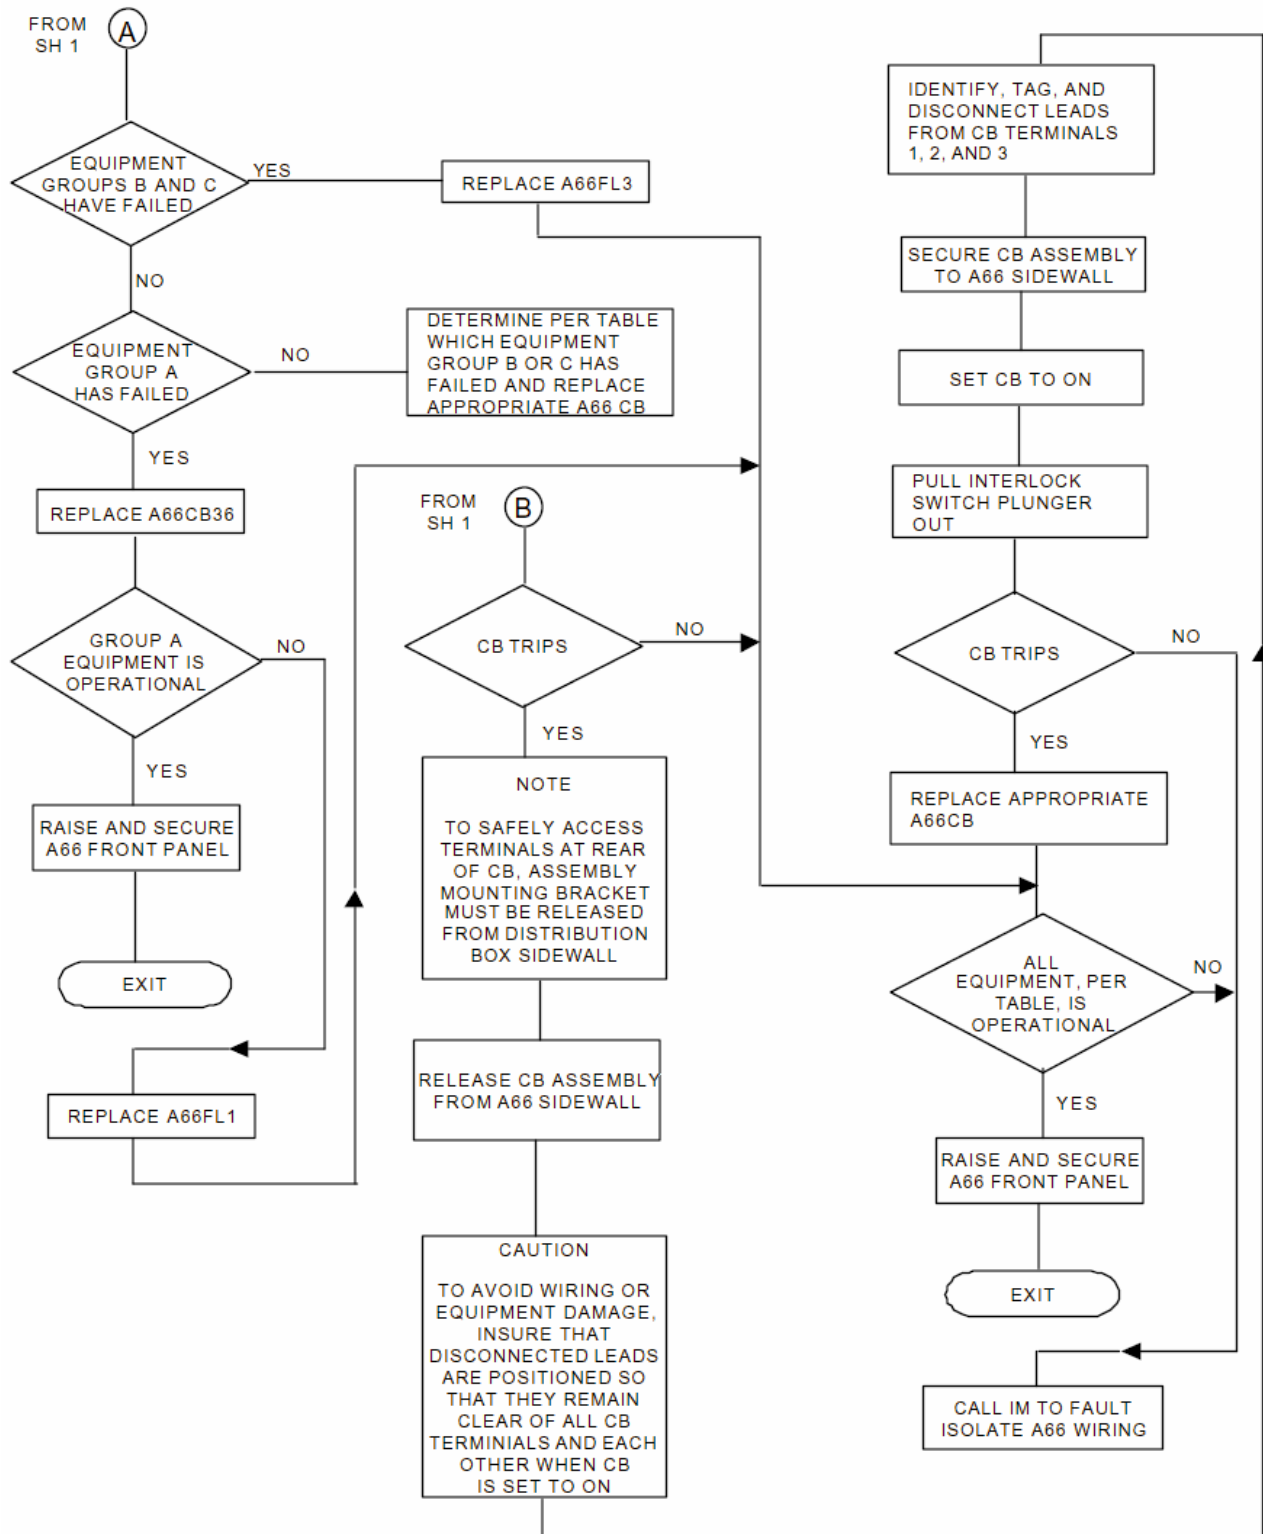 FROM
SH 1
A
EQUIPMENT
GROUPS B AND C
HAVE FAILED
YES
REPLACE A66FL3
NO
EQUIPMENT
GROUP A
HAS FAILED
NO
DETERMINE PER TABLE
WHICH EQUIPMENT
GROUP B OR C HAS
FAILED AND REPLACE
APPROPRIATE A66 CB
YES
REPLACE A66CB36
GROUP A
EQUIPMENT IS
OPERATIONAL
NO
YES
RAISE AND SECURE
A66 FRONT PANEL
EXIT
REPLACE A66FL1
FROM
SH 1
B
CB TRIPS
NO
YES
NOTE
TO SAFELY ACCESS
TERMINALS AT REAR
OF CB, ASSEMBLY
MOUNTING BRACKET
MUST BE RELEASED
FROM DISTRIBUTION
BOX SIDEWALL
RELEASE CB ASSEMBLY
FROM A66 SIDEWALL
CAUTION
TO AVOID WIRING OR
EQUIPMENT DAMAGE,
INSURE THAT
DISCONNECTED LEADS
ARE POSITIONED SO
THAT THEY REMAIN
CLEAR OF ALL CB
TERMINIALS AND EACH
OTHER WHEN CB
IS SET TO ON
IDENTIFY, TAG, AND
DISCONNECT LEADS
FROM CB TERMINALS
1, 2, AND 3
SECURE CB ASSEMBLY
TO A66 SIDEWALL
SET CB TO ON
PULL INTERLOCK
SWITCH PLUNGER
OUT
CB TRIPS
NO
YES
REPLACE APPROPRIATE
A66CB
ALL
EQUIPMENT, PER
TABLE, IS
OPERATIONAL
NO
YES
RAISE AND SECURE
A66 FRONT PANEL
EXIT
CALL IM TO FAULT
ISOLATE A66 WIRING